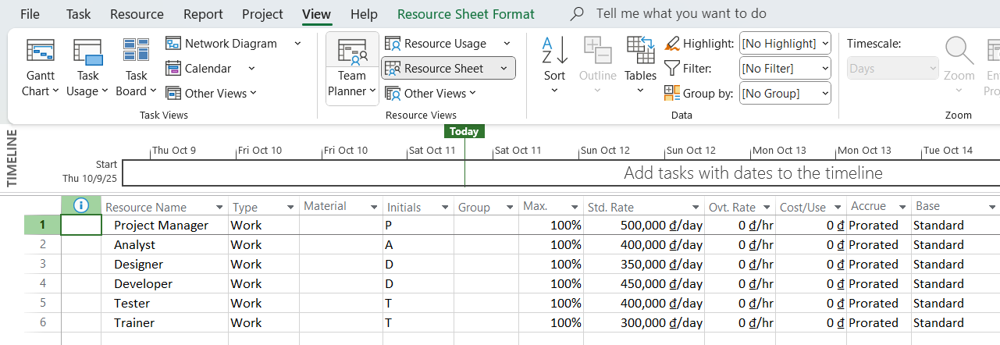 File Task Resource Report Project View Help Resource Sheet Format Tell me what you want to do
Gantt Chart
Task Usage
Task Board
Network Diagram
Calendar
Other Views
Task Views
Team Planner
Resource Usage
Resource Sheet
Other Views
Resource Views
A Z
Sort
Outline
Tables
Highlight: [No Highlight]
Filter: [No Filter]
Group by: [No Group]
Data
Timescale:
Days
Zoom
Zoom
Today
TIMELINE
Thu Oct 9 Fri Oct 10 Fri Oct 10 Sat Oct 11 Sat Oct 11 Sun Oct 12 Sun Oct 12 Mon Oct 13 Mon Oct 13 Tue Oct 14
Start
Thu 10/9/25
Add tasks with dates to the timeline
Resource Name Type Material Initials Group Max. Std. Rate Ovt. Rate Cost/Use Accrue Base
1 Project Manager Work P 100% 500,000 ₫/day 0 ₫/hr 0 ₫ Prorated Standard
2 Analyst Work A 100% 400,000 ₫/day 0 ₫/hr 0 ₫ Prorated Standard
3 Designer Work D 100% 350,000 ₫/day 0 ₫/hr 0 ₫ Prorated Standard
4 Developer Work D 100% 450,000 ₫/day 0 ₫/hr 0 ₫ Prorated Standard
5 Tester Work T 100% 400,000 ₫/day 0 ₫/hr 0 ₫ Prorated Standard
6 Trainer Work T 100% 300,000 ₫/day 0 ₫/hr 0 ₫ Prorated Standard